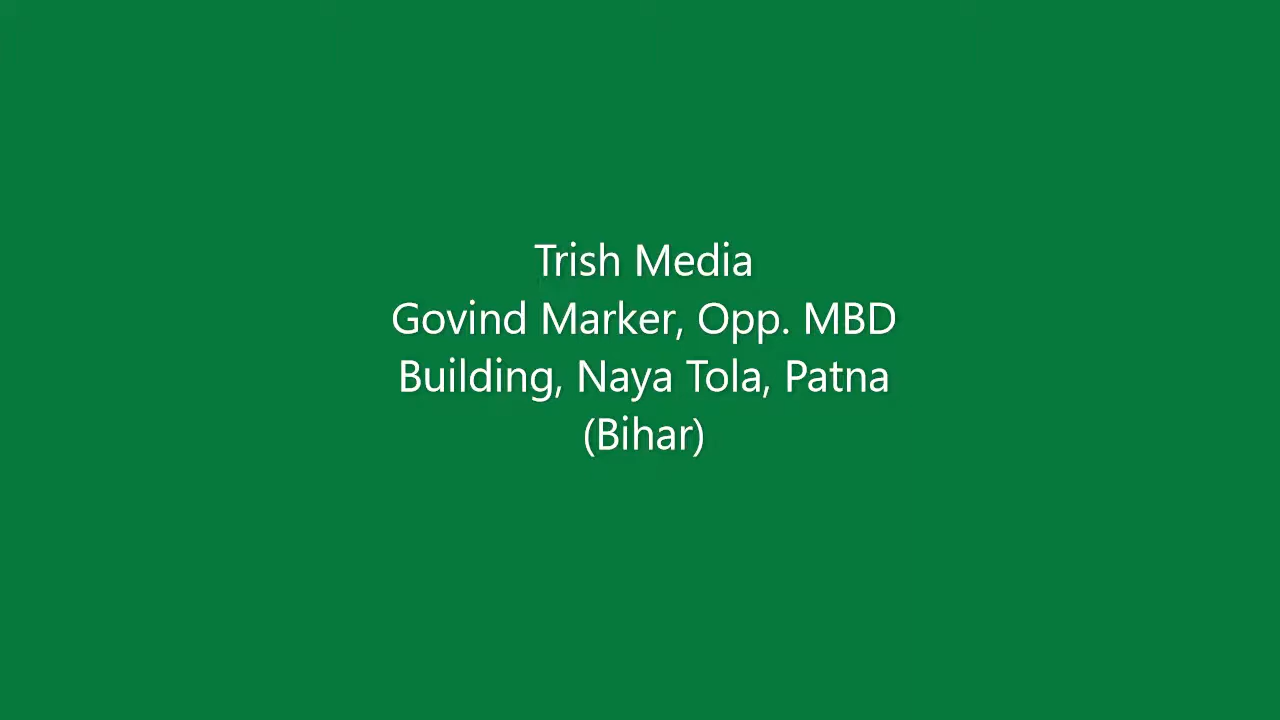 Trish Media
Govind Marker, Opp. MBD
Building, Naya Tola, Patna
(Bihar)